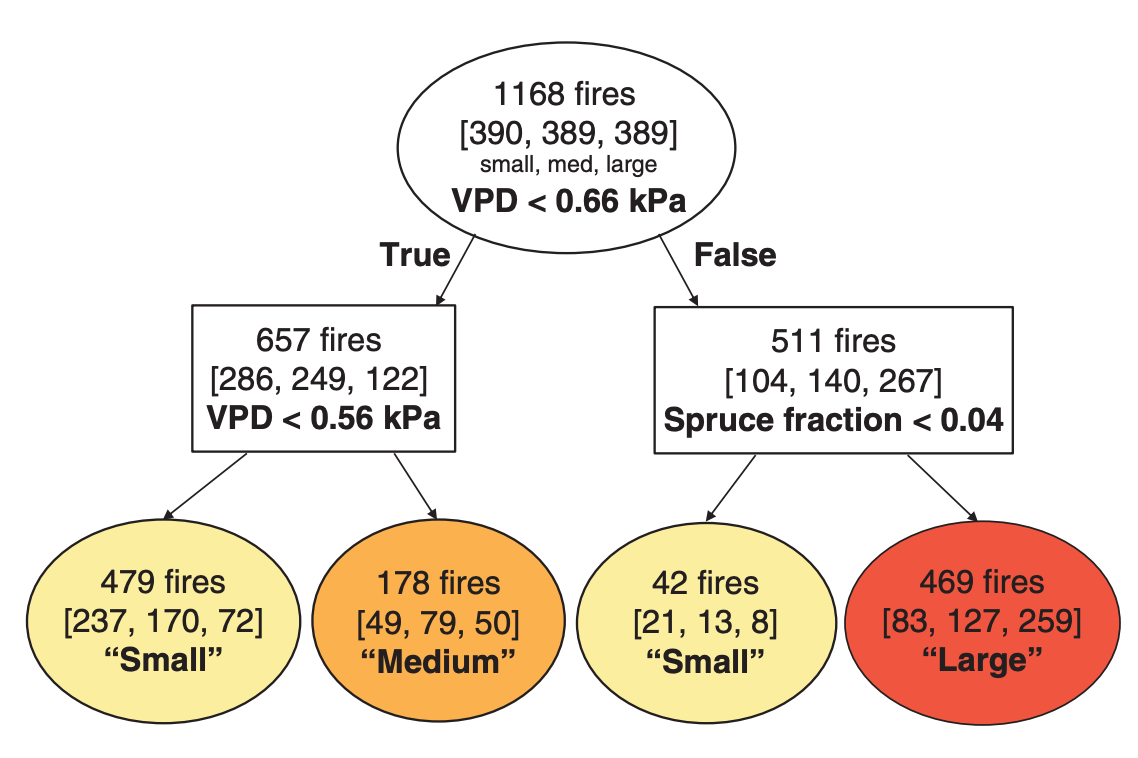 1168 fires
[390, 389, 389]
small, med, large
VPD < 0.66 kPa
True
False
657 fires
[286, 249, 122]
VPD < 0.56 kPa
511 fires
[104, 140, 267]
Spruce fraction < 0.04
479 fires
[237, 170, 72]
“Small”
178 fires
[49, 79, 50]
“Medium”
42 fires
[21, 13, 8]
“Small”
469 fires
[83, 127, 259]
“Large”